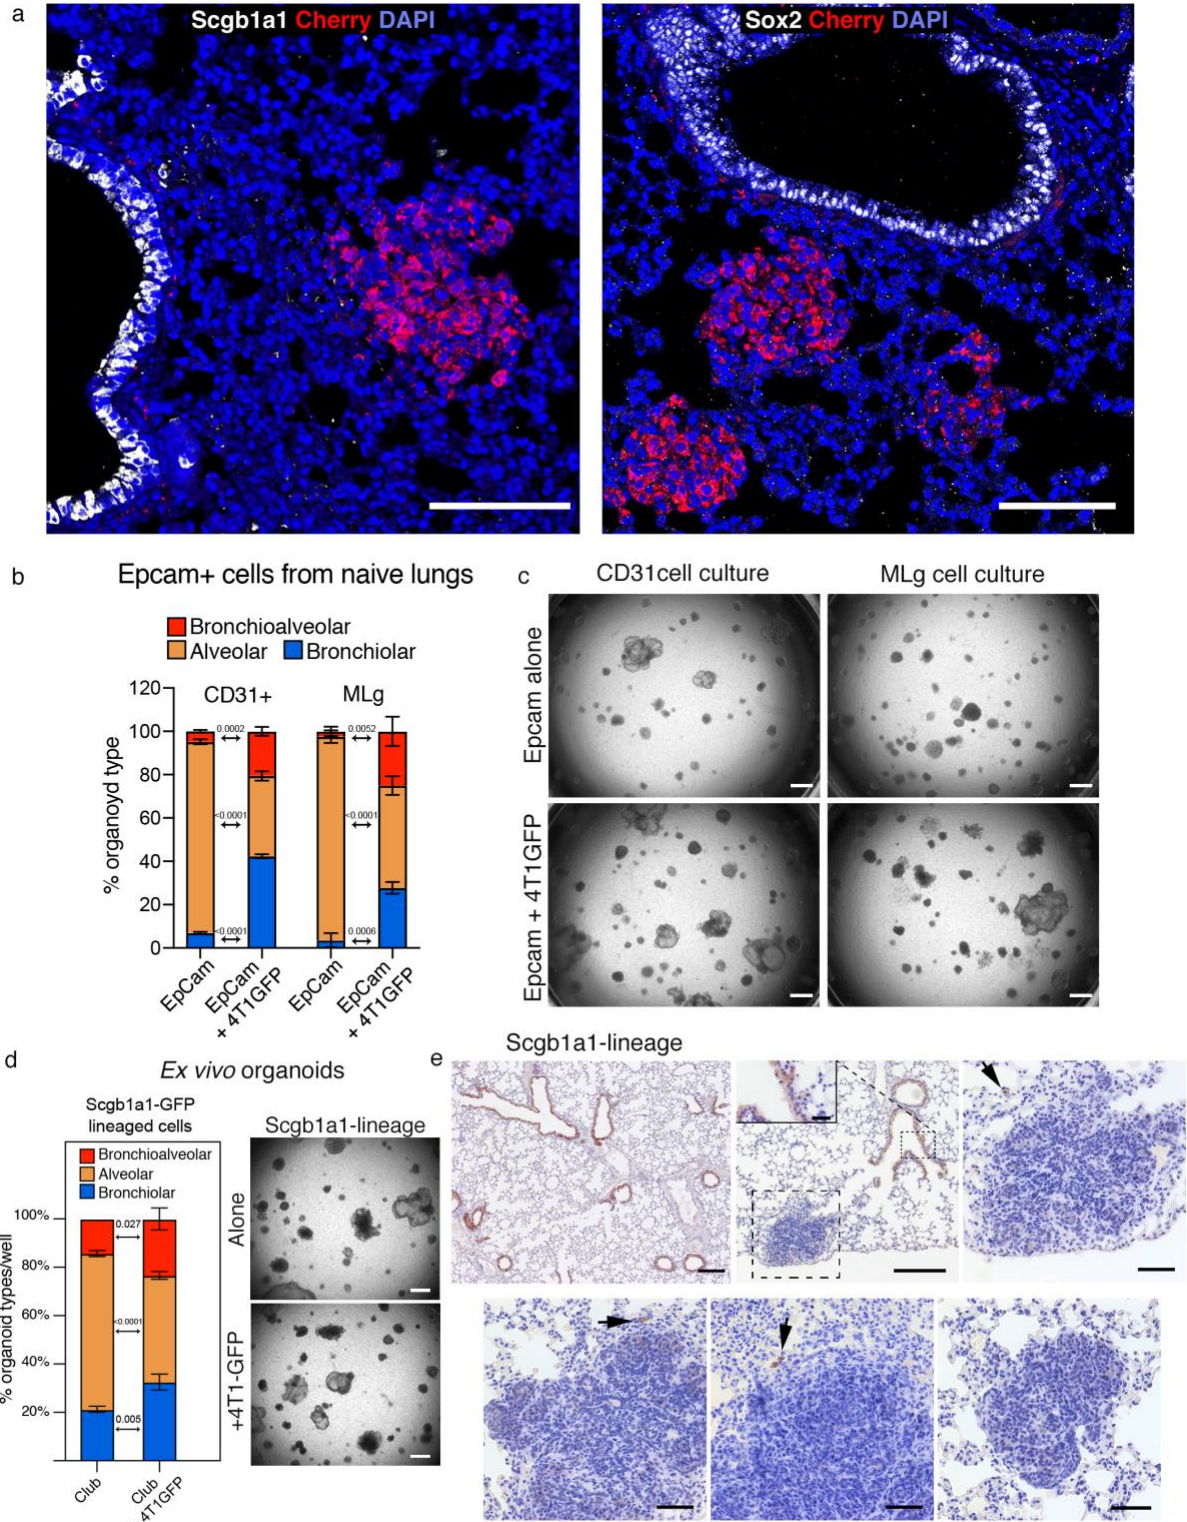 a
Scgb1a1 Cherry DAPI
Sox2 Cherry DAPI
b
Epcam+ cells from naive lungs
Bronchioalveolar
Alveolar
Bronchiolar
CD31+
MLg
% organoyd type
120
100
80
60
40
20
0
0.0002
<0.0001
<0.0001
0.0052
<0.0001
0.0006
EpCam
EpCam
+ 4T1GFP
EpCam
EpCam
+ 4T1GFP
c
CD31cell culture
MLg cell culture
Epcam alone
Epcam + 4T1GFP
d
Ex vivo organoids
Scgb1a1-GFP
lineaged cells
Bronchioalveolar
Alveolar
Bronchiolar
% organoid types/well
100%
80%
60%
40%
20%
0.027
<0.0001
0.005
Club
Club
4T1GFP
Scgb1a1-lineage
Alone
+4T1-GFP
e
Scgb1a1-lineage